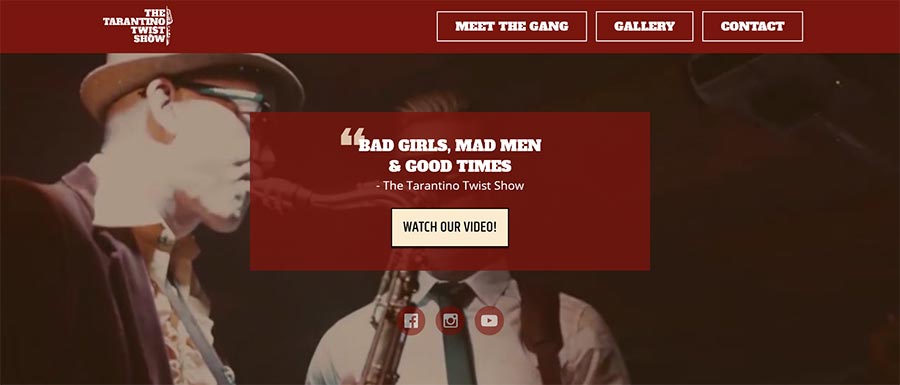 THE
TARANTINO
TWIST
SHOW
MEET THE GANG
GALLERY
CONTACT
“BAD GIRLS, MAD MEN
& GOOD TIMES
- The Tarantino Twist Show
WATCH OUR VIDEO!